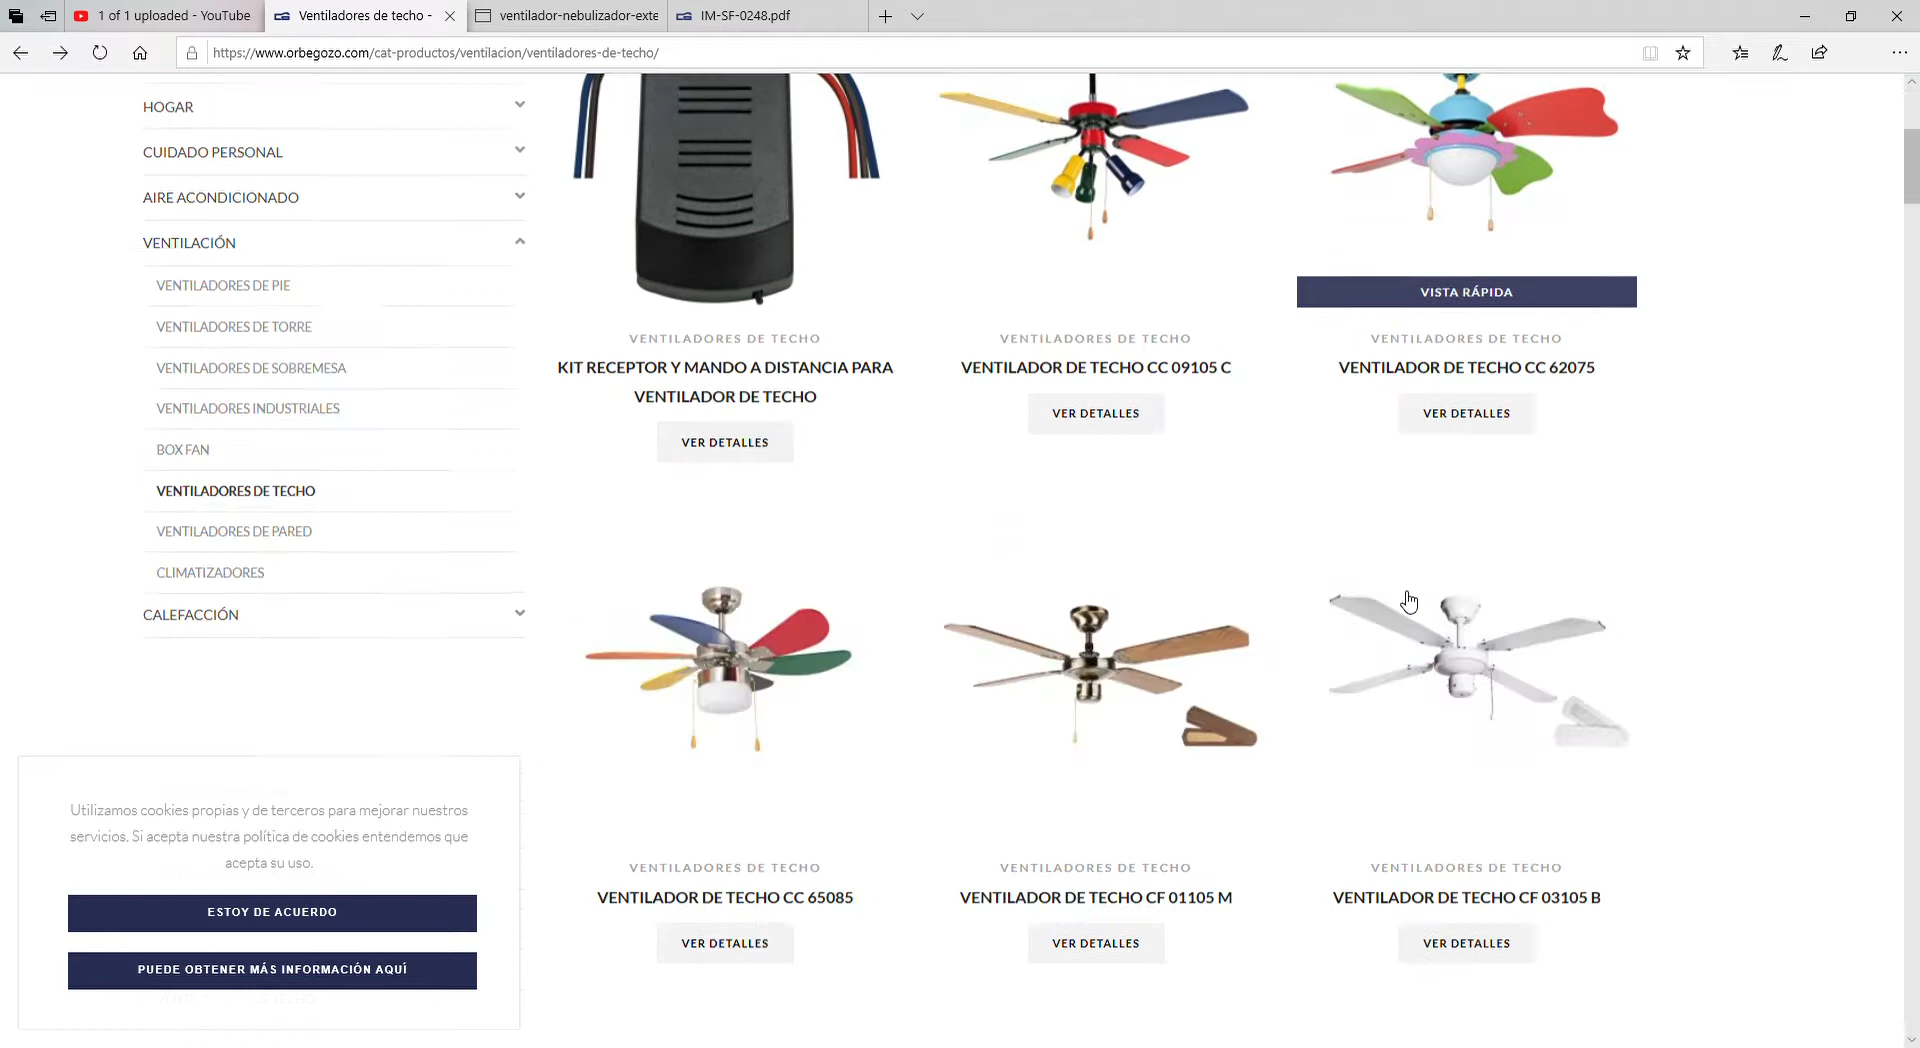 1 of 1 uploaded - YouTube
Ventiladores de techo -
ventilador-nebulizador-exte
IM-SF-0248.pdf
https://www.orbegozo.com/cat-productos/ventilacion/ventiladores-de-techo/
HOGAR
CUIDADO PERSONAL
AIRE ACONDICIONADO
VENTILACIÓN
VENTILADORES DE PIE
VENTILADORES DE TORRE
VENTILADORES DE SOBREMESA
VENTILADORES INDUSTRIALES
BOX FAN
VENTILADORES DE TECHO
VENTILADORES DE PARED
CLIMATIZADORES
CALEFACCIÓN
VENTILADORES DE TECHO
KIT RECEPTOR Y MANDO A DISTANCIA PARA
VENTILADOR DE TECHO
VER DETALLES
VENTILADORES DE TECHO
VENTILADOR DE TECHO CC 09105 C
VER DETALLES
VISTA RÁPIDA
VENTILADORES DE TECHO
VENTILADOR DE TECHO CC 62075
VER DETALLES
VENTILADORES DE TECHO
VENTILADOR DE TECHO CC 65085
VER DETALLES
VENTILADORES DE TECHO
VENTILADOR DE TECHO CF 01105 M
VER DETALLES
VENTILADORES DE TECHO
VENTILADOR DE TECHO CF 03105 B
VER DETALLES
Utilizamos cookies propias y de terceros para mejorar nuestros
servicios. Si acepta nuestra política de cookies entendemos que
acepta su uso.
ESTOY DE ACUERDO
PUEDE OBTENER MÁS INFORMACIÓN AQUÍ